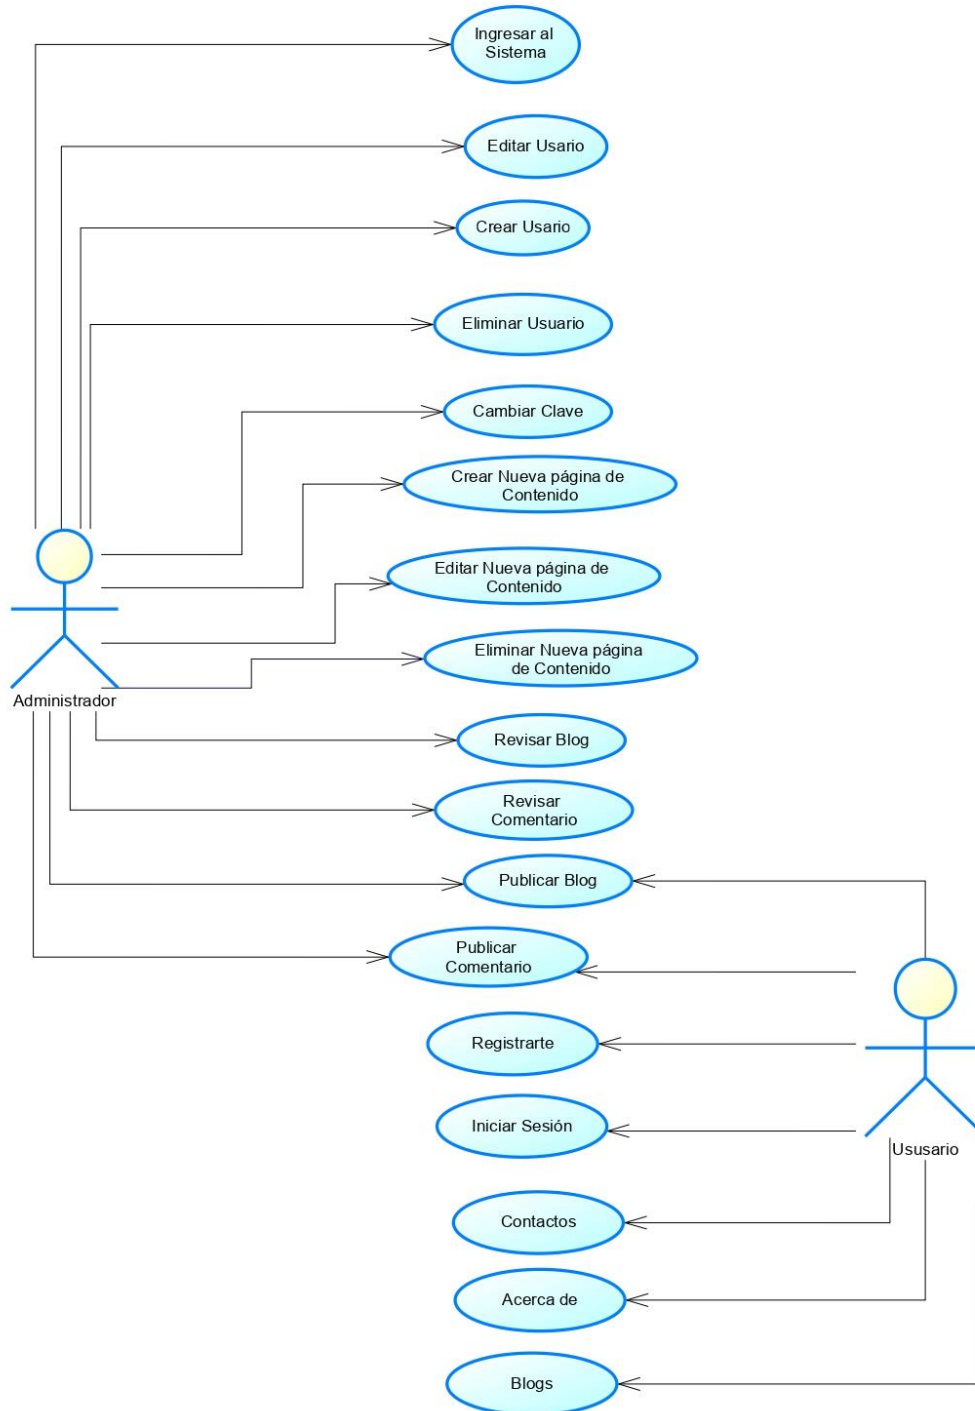 Ingresar al
Sistema
Editar Usario
Crear Usario
Eliminar Usuario
Cambiar Clave
Crear Nueva página de
Contenido
Editar Nueva página de
Contenido
Eliminar Nueva página
de Contenido
Administrador
Revisar Blog
Revisar
Comentario
Publicar Blog
Publicar
Comentario
Registrarte
Iniciar Sesión
Ususario
Contactos
Acerca de
Blogs